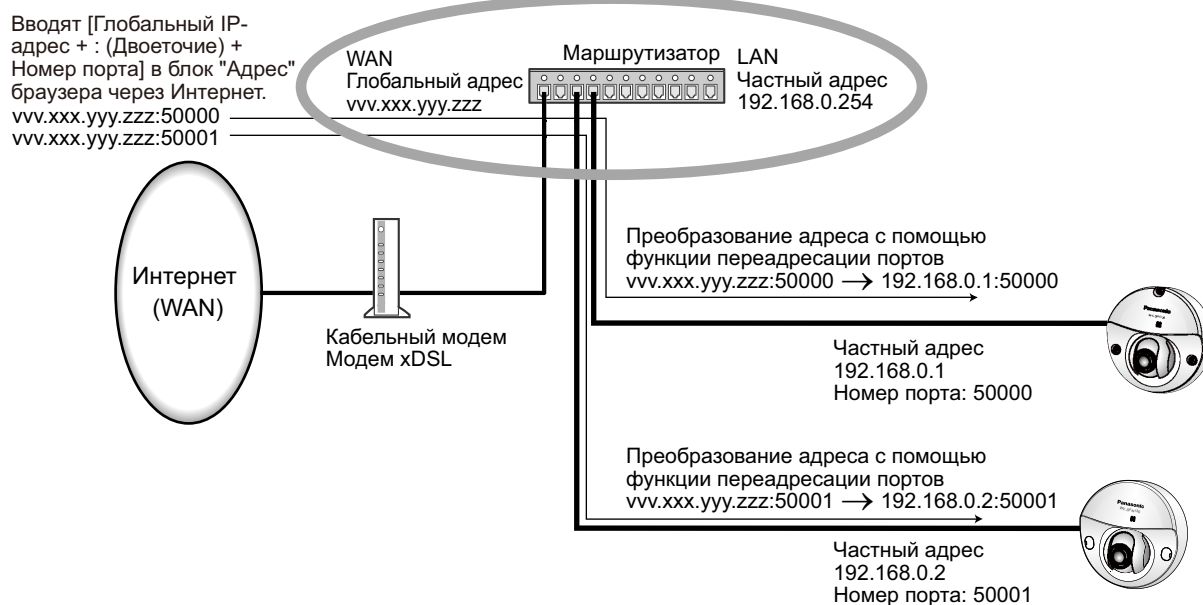 Вводят [Глобальный IP-
адрес + : (Двоеточие) +
Номер порта] в блок "Адрес"
браузера через Интернет.
vvv.xxx.yyy.zzz:50000
vvv.xxx.yyy.zzz:50001
WAN
Глобальный адрес
vvv.xxx.yyy.zzz
Маршрутизатор
LAN
Частный адрес
192.168.0.254
Интернет
(WAN)
Кабельный модем
Модем xDSL
Преобразование адреса с помощью
функции переадресации портов
vvv.xxx.yyy.zzz:50000 → 192.168.0.1:50000
Panasonic
Частный адрес
192.168.0.1
Номер порта: 50000
Преобразование адреса с помощью
функции переадресации портов
vvv.xxx.yyy.zzz:50001 → 192.168.0.2:50001
Panasonic
Частный адрес
192.168.0.2
Номер порта: 50001